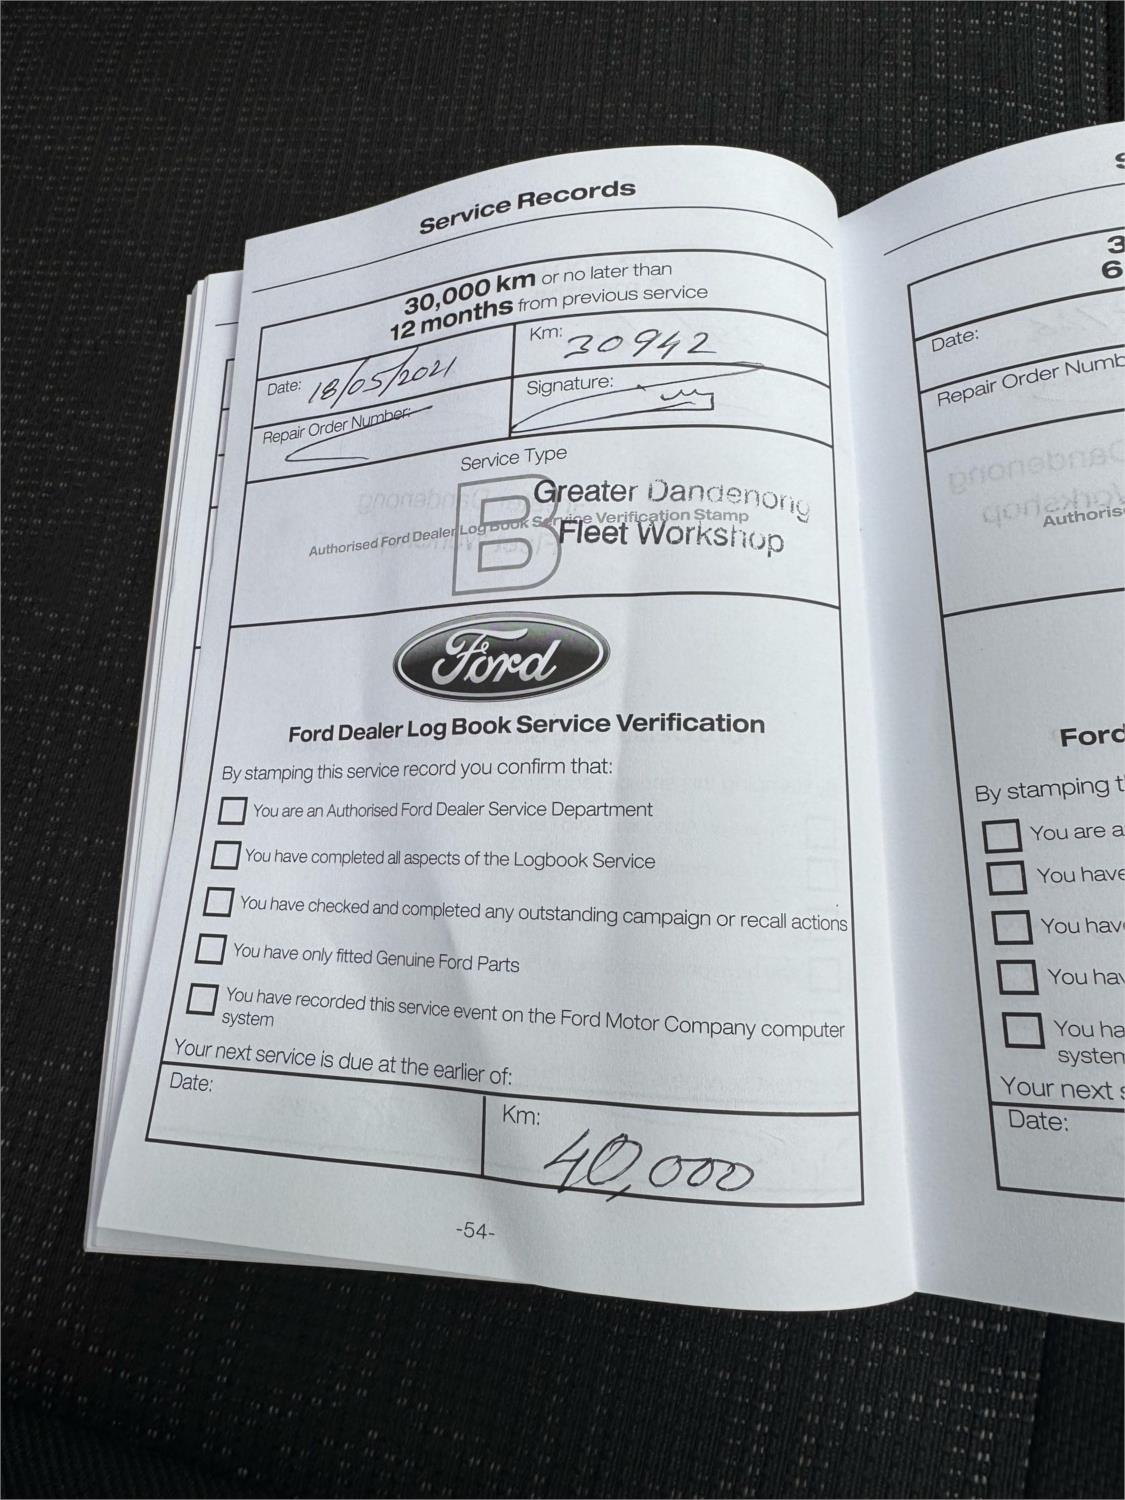 Service Records
30,000 km or no later than
12 months from previous service
Date: 18/05/2021
Km: 30942
Repair Order Number:
Signature:
Service Type
B
Greater Dandenong
Authorised Ford Dealer Log Book Service Verification Stamp
Fleet Workshop
Ford
Ford Dealer Log Book Service Verification
By stamping this service record you confirm that:
You are an Authorised Ford Dealer Service Department
You have completed all aspects of the Logbook Service
You have checked and completed any outstanding campaign or recall actions
You have only fitted Genuine Ford Parts
You have recorded this service event on the Ford Motor Company computer
system
Your next service is due at the earlier of:
Date:
Km: 40,000
-54-
S
3
6
Date:
Repair Order Numb
Authoris
Ford
By stamping t
You are a
You have
You hav
You hav
You ha
system
Your next s
Date: